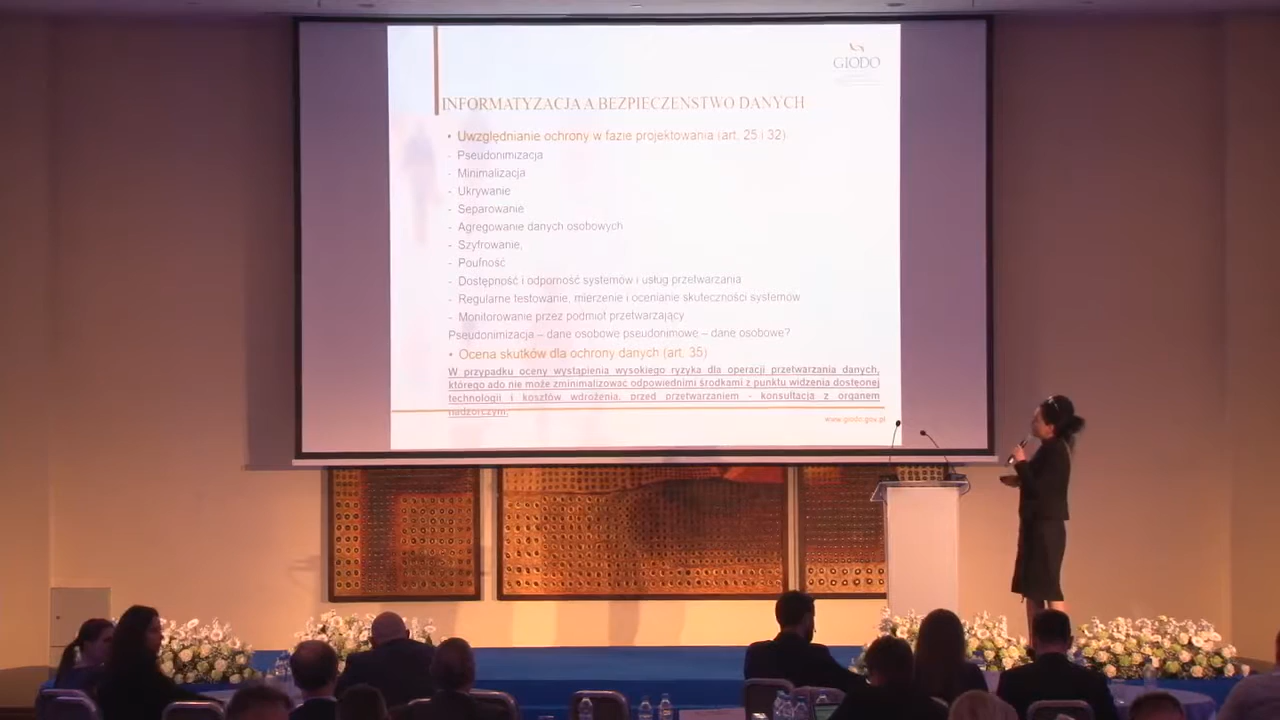 GIODO
INFORMATYZACJA A BEZPIECZENSTWO DANYCH
• Uwzględnianie ochrony w fazie projektowania (art. 25 i 32)
- Pseudonimizacja
- Minimalizacja
- Ukrywanie
- Separowanie
- Agregowanie danych osobowych
- Szyfrowanie,
- Poufność
- Dostępność i odporność systemów i usług przetwarzania
- Regularne testowanie, mierzenie i ocenianie skuteczności systemów
- Monitorowanie przez podmiot przetwarzający
Pseudonimizacja – dane osobowe pseudonimowe – dane osobowe?
• Ocena skutków dla ochrony danych (art. 35)
W przypadku oceny wystąpienia wysokiego ryzyka dla operacji przetwarzania danych,
którego ado nie może zminimalizować odpowiednimi środkami z punktu widzenia dostęonej
technologii i kosztów wdrożenia, przed przetwarzaniem - konsultacja z organem
nadzorczym.
www.giodo.gov.pl